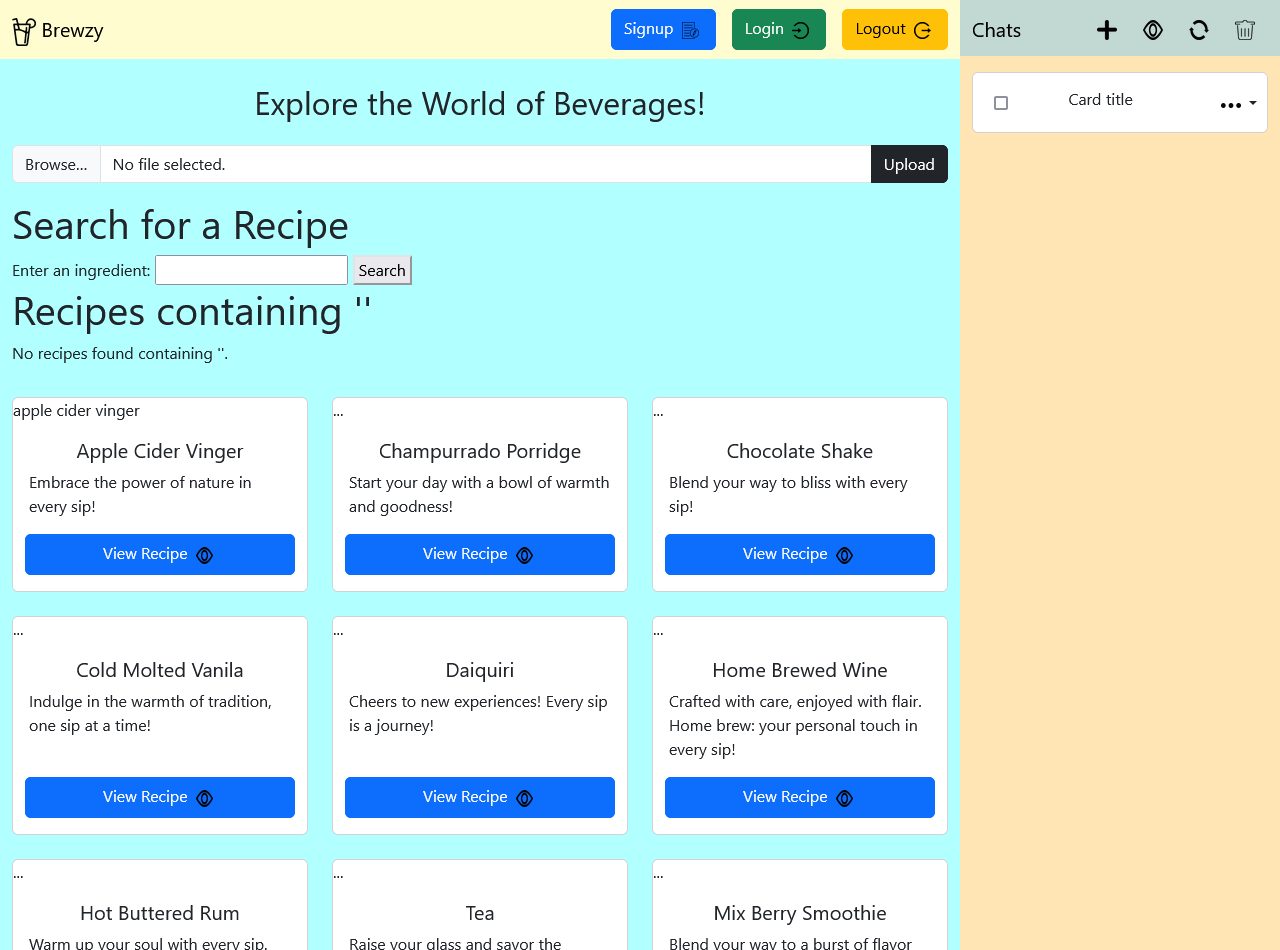 Brewzy
Signup
Login
Logout
Chats
Explore the World of Beverages!
Browse...
No file selected.
Upload
Card title
Search for a Recipe
Enter an ingredient:
Search
Recipes containing ''
No recipes found containing ''.
apple cider vinger
Apple Cider Vinger
Embrace the power of nature in
every sip!
View Recipe
...
Champurrado Porridge
Start your day with a bowl of warmth
and goodness!
View Recipe
...
Chocolate Shake
Blend your way to bliss with every
sip!
View Recipe
...
Cold Molted Vanila
Indulge in the warmth of tradition,
one sip at a time!
View Recipe
...
Daiquiri
Cheers to new experiences! Every sip
is a journey!
View Recipe
...
Home Brewed Wine
Crafted with care, enjoyed with flair.
Home brew: your personal touch in
every sip!
View Recipe
...
Hot Buttered Rum
Warm up your soul with every sip.
...
Tea
Raise your glass and savor the
...
Mix Berry Smoothie
Blend your way to a burst of flavor